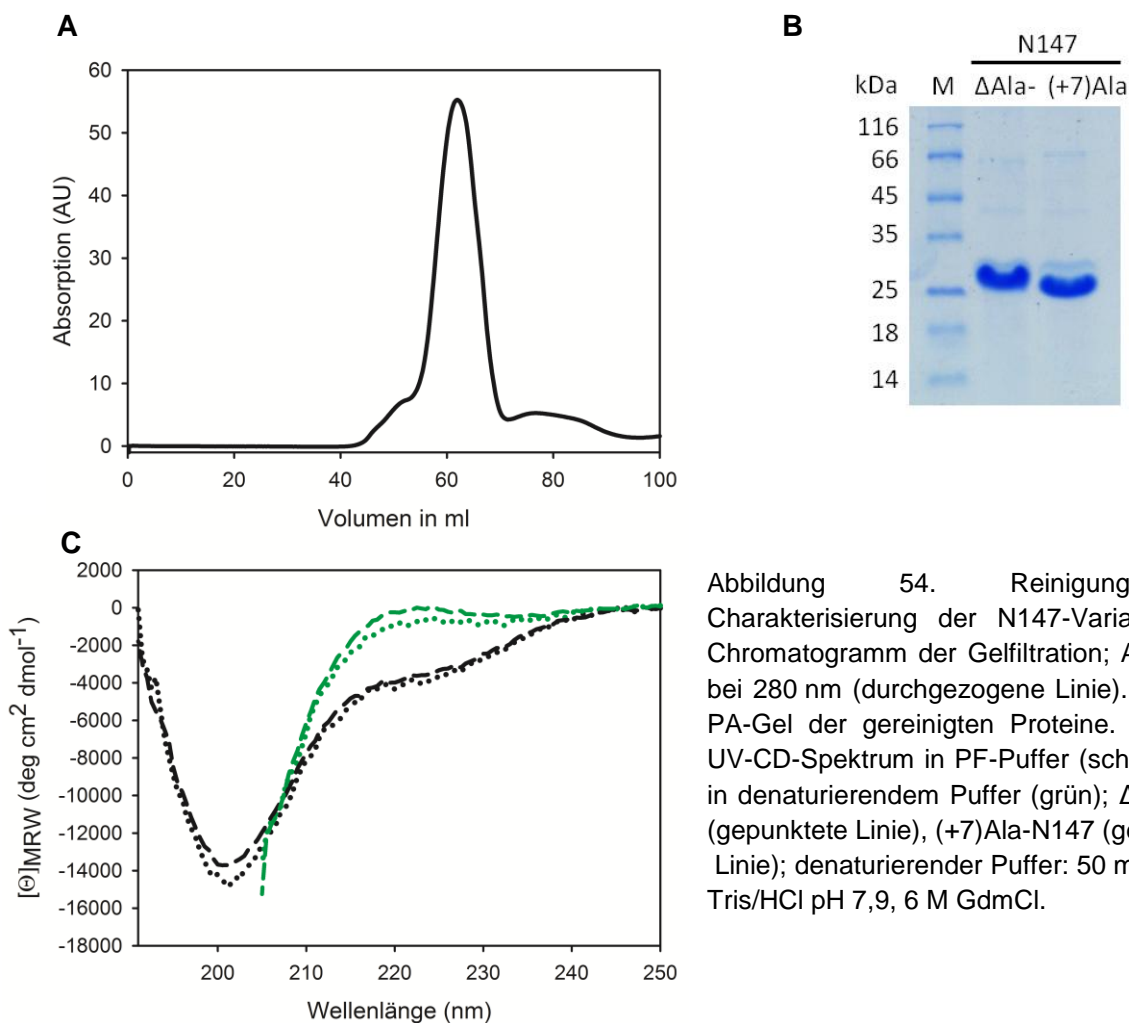 A
60
50
40
30
20
10
0
Absorption (AU)
0 20 40 60 80 100
Volumen in ml
B
N147
kDa M ΔAla- (+7)Ala
116
66
45
35
25
18
14
C
2000
0
-2000
-4000
-6000
-8000
-10000
-12000
-14000
-16000
-18000
[Θ]MRW (deg cm² dmol⁻¹)
200 210 220 230 240 250
Wellenlänge (nm)
Abbildung 54. Reinigung
Charakterisierung der N147-Varia
Chromatogramm der Gelfiltration; A
bei 280 nm (durchgezogene Linie).
PA-Gel der gereinigten Proteine.
UV-CD-Spektrum in PF-Puffer (sch
in denaturierendem Puffer (grün); Δ
(gepunktete Linie), (+7)Ala-N147 (ge
Linie); denaturierender Puffer: 50 m
Tris/HCl pH 7,9, 6 M GdmCl.